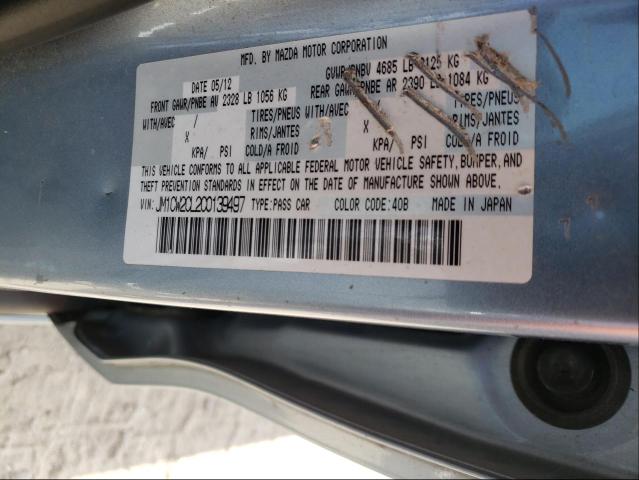 MFD. BY MAZDA MOTOR CORPORATION
DATE 05/12 GVWR/PNBV 4685 LB 2125 KG
FRONT GAWR/PNBE AV 2328 LB 1056 KG REAR GAWR/PNBE AR 2390 LB 1084 KG
WITH/AVEC / TIRES/PNEUS WITH/AVEC / TIRES/PNEUS
X RIMS/JANTES X RIMS/JANTES
KPA/ PSI COLD/A FROID KPA/ PSI COLD/A FROID
THIS VEHICLE CONFORMS TO ALL APPLICABLE FEDERAL MOTOR VEHICLE SAFETY, BUMPER, AND
THEFT PREVENTION STANDARDS IN EFFECT ON THE DATE OF MANUFACTURE SHOWN ABOVE.
VIN: JM1CW2CL2C0139497 TYPE: PASS CAR COLOR CODE: 40B MADE IN JAPAN